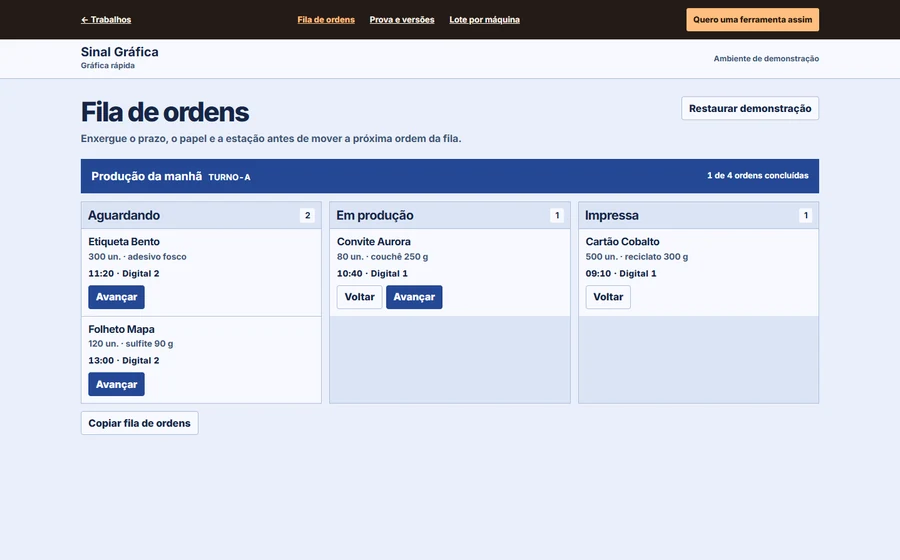 ← Trabalhos
Fila de ordens
Prova e versões
Lote por máquina
Quero uma ferramenta assim
Sinal Gráfica
Gráfica rápida
Ambiente de demonstração
Fila de ordens
Restaurar demonstração
Enxergue o prazo, o papel e a estação antes de mover a próxima ordem da fila.
Produção da manhã TURNO-A
1 de 4 ordens concluídas
Aguardando 2
Etiqueta Bento
300 un. · adesivo fosco
11:20 · Digital 2
Avançar
Folheto Mapa
120 un. · sulfite 90 g
13:00 · Digital 2
Avançar
Em produção 1
Convite Aurora
80 un. · couchê 250 g
10:40 · Digital 1
Voltar Avançar
Impressa 1
Cartão Cobalto
500 un. · reciclato 300 g
09:10 · Digital 1
Voltar
Copiar fila de ordens